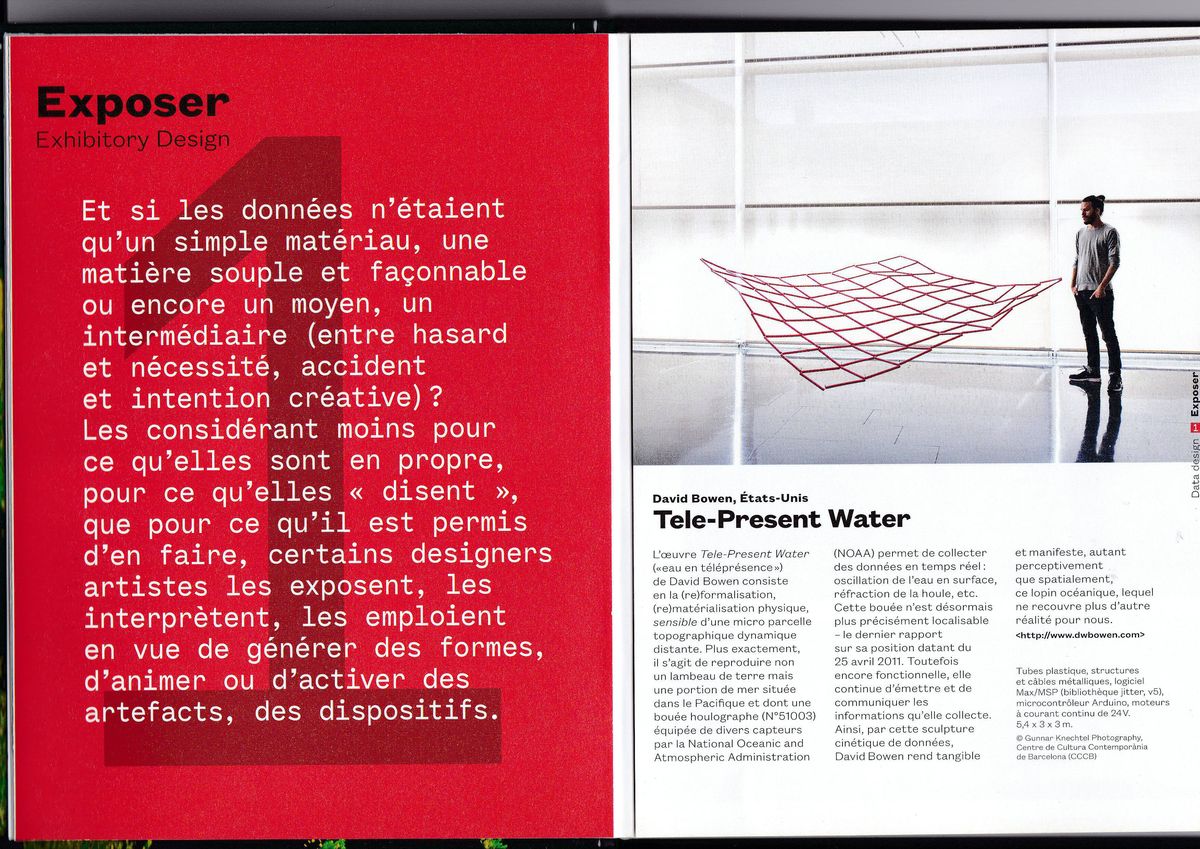 Exposer
Exhibitory Design
1
Et si les données n’étaient
qu’un simple matériau, une
matière souple et façonnable
ou encore un moyen, un
intermédiaire (entre hasard
et nécessité, accident
et intention créative)?
Les considérant moins pour
ce qu’elles sont en propre,
pour ce qu’elles « disent »,
que pour ce qu’il est permis
d’en faire, certains designers
artistes les exposent, les
interprètent, les emploient
en vue de générer des formes,
d’animer ou d’activer des
artefacts, des dispositifs.
David Bowen, États-Unis
Tele-Present Water
L’œuvre Tele-Present Water
(«eau en téléprésence»)
de David Bowen consiste
en la (re)formalisation,
(re)matérialisation physique,
sensible d’une micro parcelle
topographique dynamique
distante. Plus exactement,
il s’agit de reproduire non
un lambeau de terre mais
une portion de mer située
dans le Pacifique et dont une
bouée houlographe (N°51003)
équipée de divers capteurs
par la National Oceanic and
Atmospheric Administration
(NOAA) permet de collecter
des données en temps réel :
oscillation de l’eau en surface,
réfraction de la houle, etc.
Cette bouée n’est désormais
plus précisément localisable
– le dernier rapport
sur sa position datant du
25 avril 2011. Toutefois
encore fonctionnelle, elle
continue d’émettre et de
communiquer les
informations qu’elle collecte.
Ainsi, par cette sculpture
cinétique de données,
David Bowen rend tangible
et manifeste, autant
perceptivement
que spatialement,
ce lopin océanique, lequel
ne recouvre plus d’autre
réalité pour nous.
<http://www.dwbowen.com>
Tubes plastique, structures
et câbles métalliques, logiciel
Max/MSP (bibliothèque jitter, v5),
microcontrôleur Arduino, moteurs
à courant continu de 24V.
5,4 x 3 x 3 m.
© Gunnar Knechtel Photography,
Centre de Cultura Contemporània
de Barcelona (CCCB)
Data design 1 Exposer